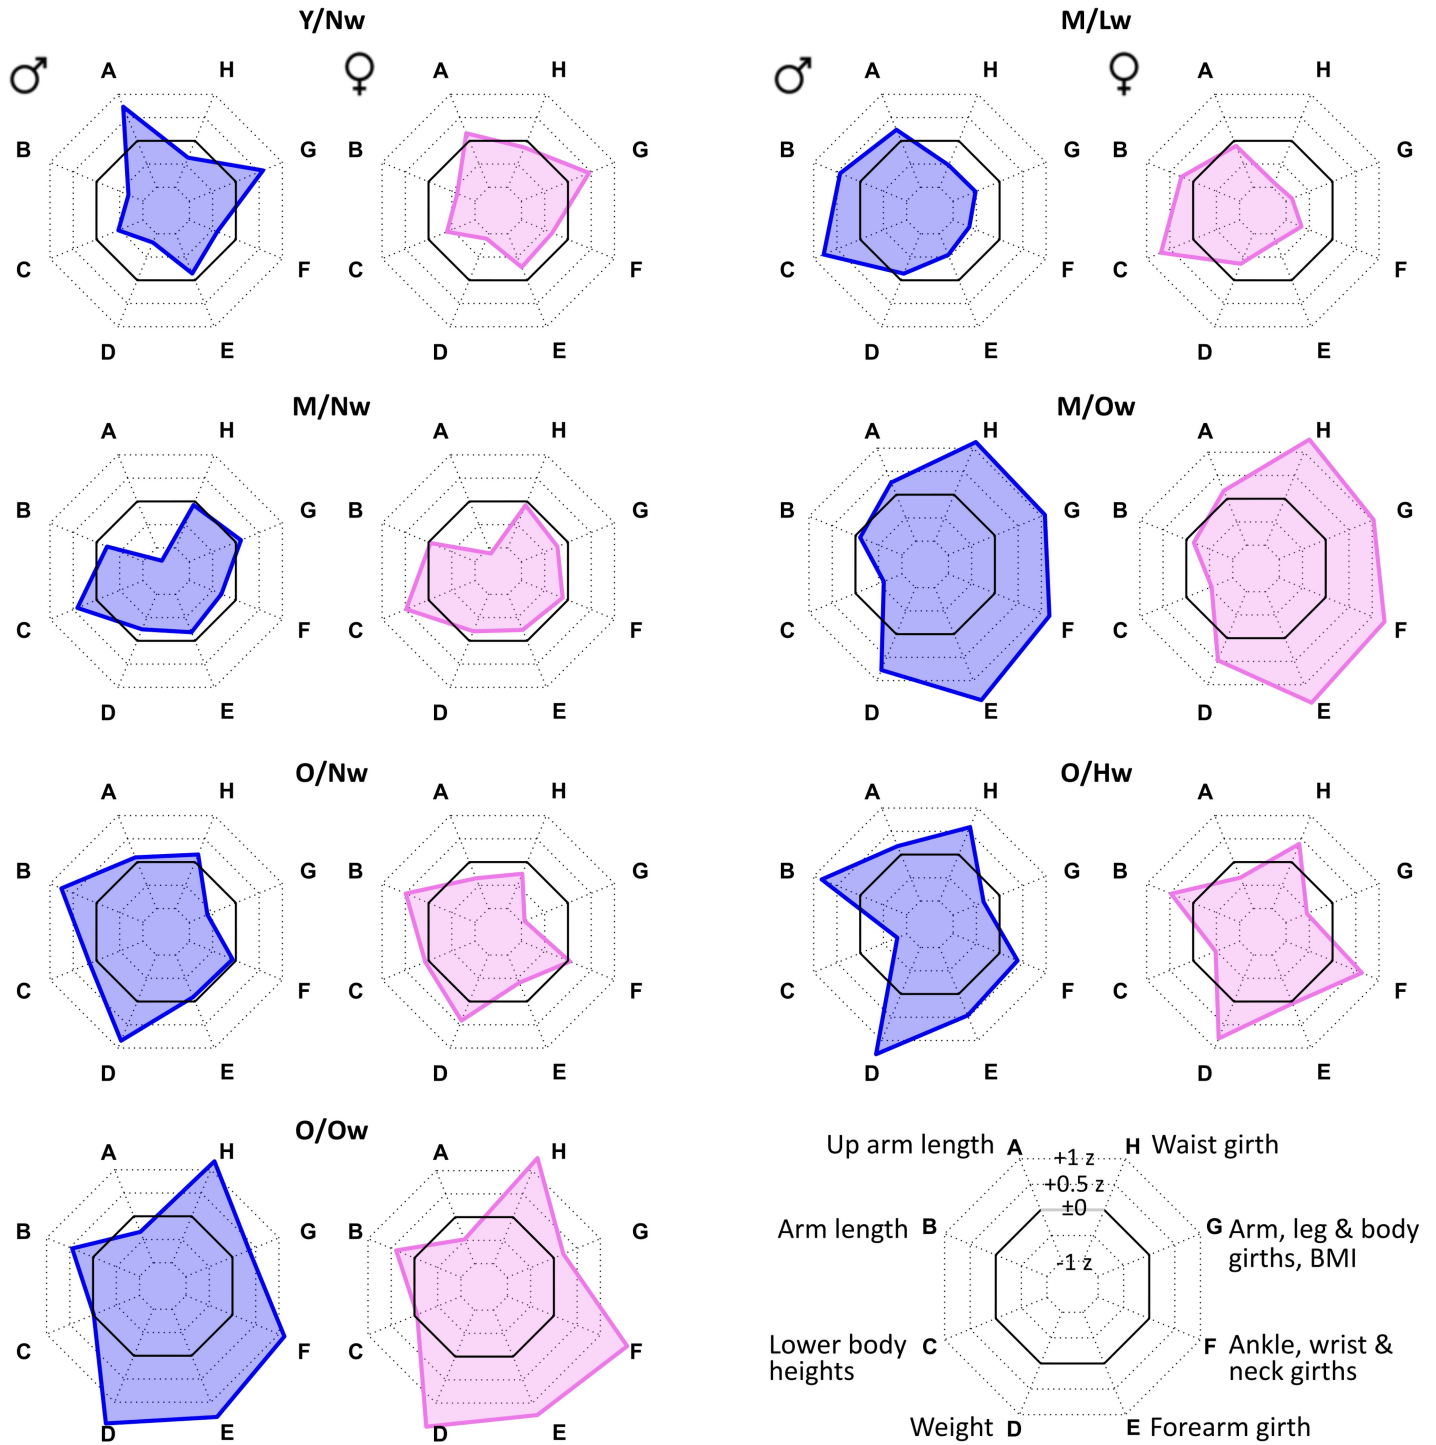 Y/Nw
M/Lw
♂ A H ♀ A H ♂ A H ♀ A H
B G B G B G B G
C F C F C F C F
D E D E D E D E
M/Nw
M/Ow
A H A H A H A H
B G B G B G B G
C F C F C F C F
D E D E D E D E
O/Nw
O/Hw
A H A H A H A H
B G B G B G B G
C F C F C F C F
D E D E D E D E
O/Ow
A H A H
B G B G
C F C F
D E D E
Up arm length A +1 z H Waist girth
+0.5 z
±0
Arm length B G Arm, leg & body
girths, BMI
-1 z
Lower body C F Ankle, wrist &
heights neck girths
Weight D E Forearm girth